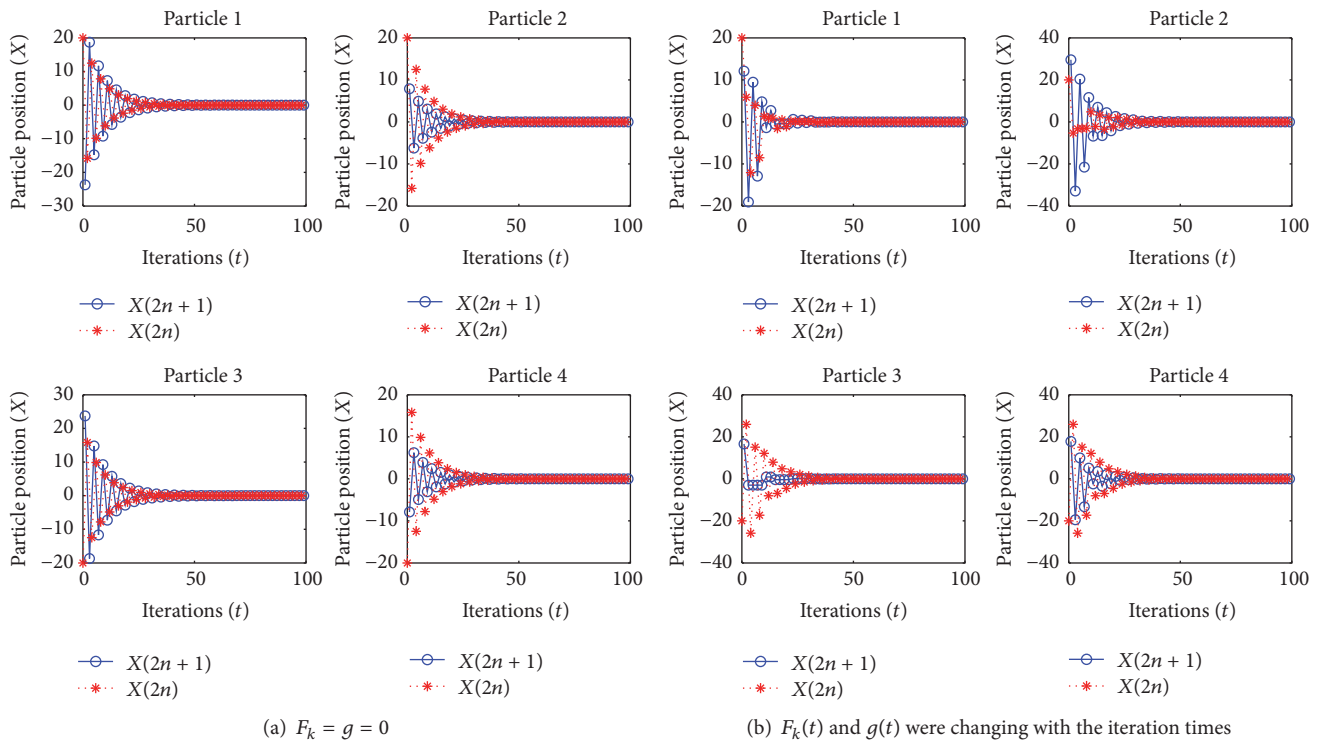 Particle 1
Particle position (X)
20
10
0
−10
−20
−30
0
50
100
Iterations (t)
X(2n + 1)
X(2n)
Particle 2
Particle position (X)
20
10
0
−10
−20
0
50
100
Iterations (t)
X(2n + 1)
X(2n)
Particle 1
Particle position (X)
20
10
0
−10
−20
0
50
100
Iterations (t)
X(2n + 1)
X(2n)
Particle 2
Particle position (X)
40
20
0
−20
−40
0
50
100
Iterations (t)
X(2n + 1)
X(2n)
Particle 3
Particle position (X)
30
20
10
0
−10
−20
0
50
100
Iterations (t)
X(2n + 1)
X(2n)
Particle 4
Particle position (X)
20
10
0
−10
−20
0
50
100
Iterations (t)
X(2n + 1)
X(2n)
Particle 3
Particle position (X)
40
20
0
−20
−40
0
50
100
Iterations (t)
X(2n + 1)
X(2n)
Particle 4
Particle position (X)
40
20
0
−20
−40
0
50
100
Iterations (t)
X(2n + 1)
X(2n)
(a) F_k = g = 0
(b) F_k(t) and g(t) were changing with the iteration times